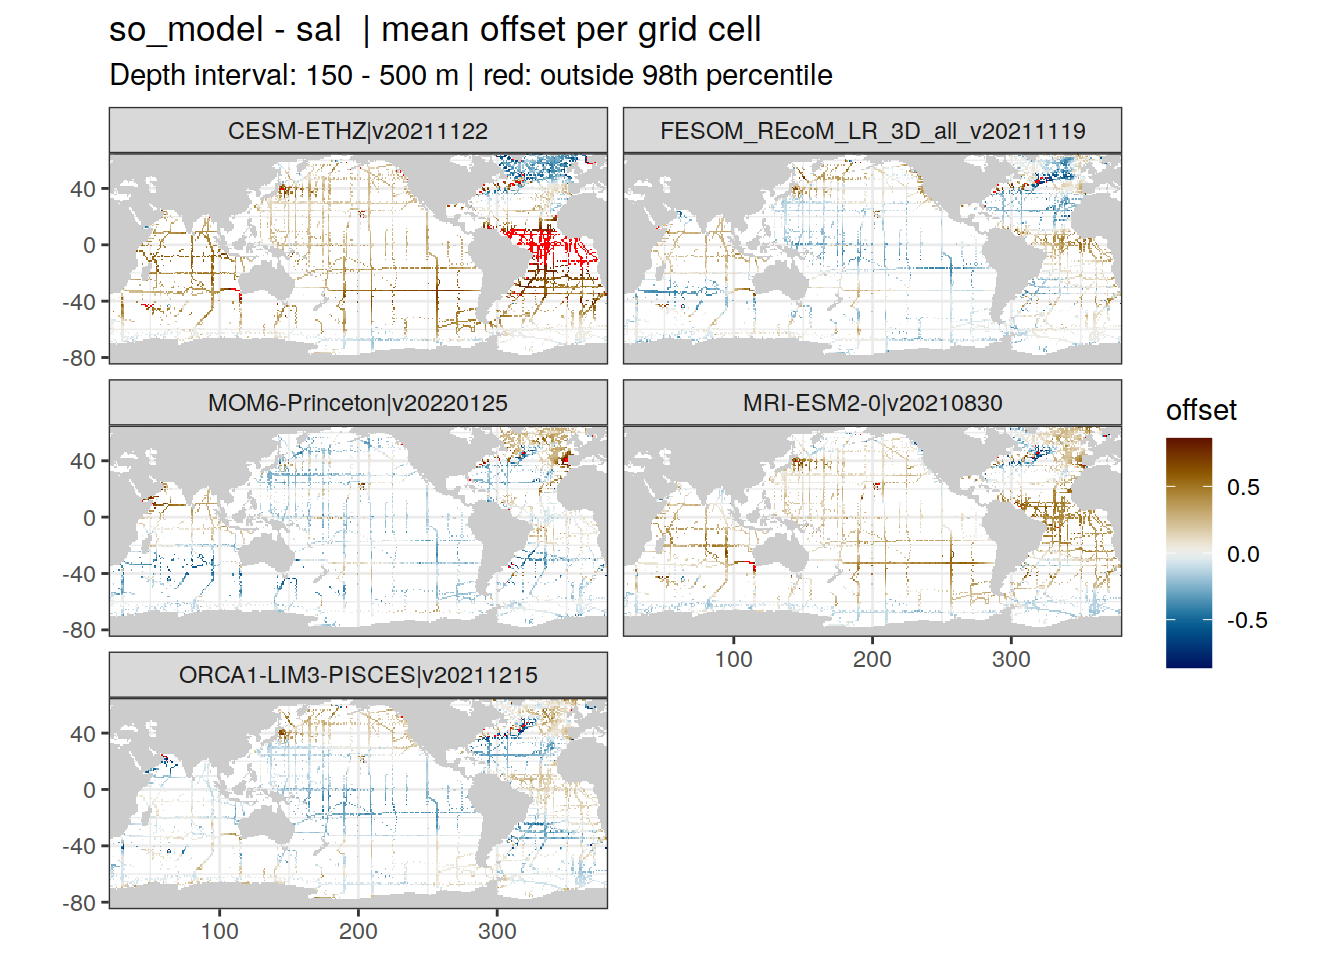 so_model - sal  | mean offset per grid cell
Depth interval: 150 - 500 m | red: outside 98th percentile
CESM-ETHZ|v20211122
FESOM_REcoM_LR_3D_all_v20211119
40
0
-40
-80
MOM6-Princeton|v20220125
MRI-ESM2-0|v20210830
40
0
-40
-80
100
200
300
ORCA1-LIM3-PISCES|v20211215
40
0
-40
-80
100
200
300
offset
0.5
0.0
-0.5